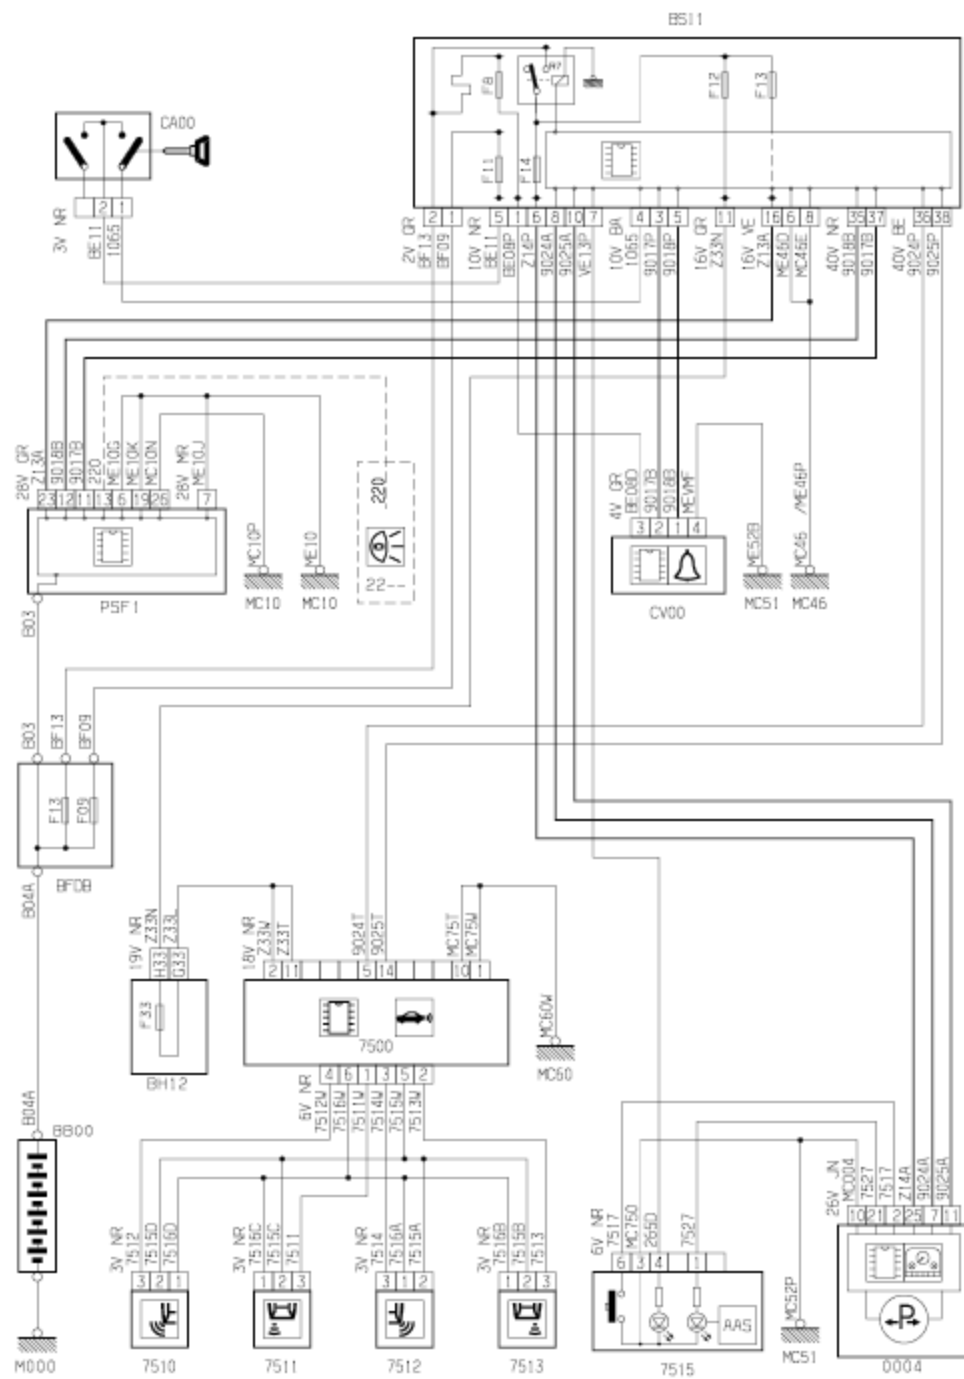 BSI1
R7
F8
F12
F13
F11
F14
CA00
2 1
3V NR
BE11
1065
2 1 5 1 6 8 10 7 4 3 5 11 16 6 8 35 37 36 38
2V GR
BF13
BF09
10V NR
BE11
BE08P
Z14P
9024A
9025A
VE13P
10V BA
1065
9017P
9018P
16V GR
Z33N
16V VE
Z13A
ME46D
MC46E
40V NR
9018B
9017B
40V BE
9024P
9025P
28V GR
Z13A
9018B
9017B
220
ME10G
ME10K
MC10N
28V MR
ME10J
23 12 11 13 6 19 26 7
PSF1
MC10P
MC10
ME10
MC10
220
22--
4V GR
BE08D
9017B
9018B
MEVMF
3 2 1 4
CV00
ME52B
MC51
MC46 /ME46P
MC46
B03
B03
BF13
BF09
F13
F09
BFDB
B04A
19V NR
Z33N
Z33L
H33 G33
F33
BH12
18V NR
Z33W
Z33T
9024T
9025T
MC75T
MC75W
2 11 5 14 10 1
7500
MC60W
MC60
6V NR
4 6 1 3 5 2
7512W
7516W
7511W
7514W
7515W
7513W
B04A
BB00
M000
3V NR
7512
7515D
7516D
3 2 1
7510
3V NR
7516C
7515C
7511
1 2 3
7511
3V NR
7514
7516A
7515A
3 1 2
7512
3V NR
7516B
7515B
7513
1 2 3
7513
6V NR
7517
MC750
265D
7527
6 3 4 1
AAS
7515
MC52P
MC51
26V JN
MC004
7527
7517
Z14A
9024A
9025A
10 21 2 25 7 11
P
0004